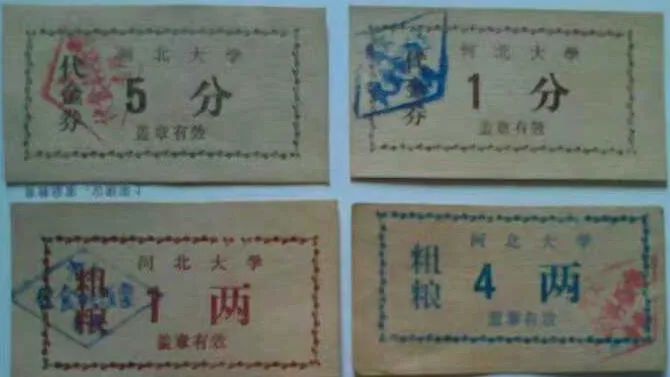 河北大学
代金券
5 分
盖章有效
河北大學
代金券
1 分
盖章有效
河北大学
粗粮
1 两
盖章有效
河北大学
粗粮
4 两
盖章有效